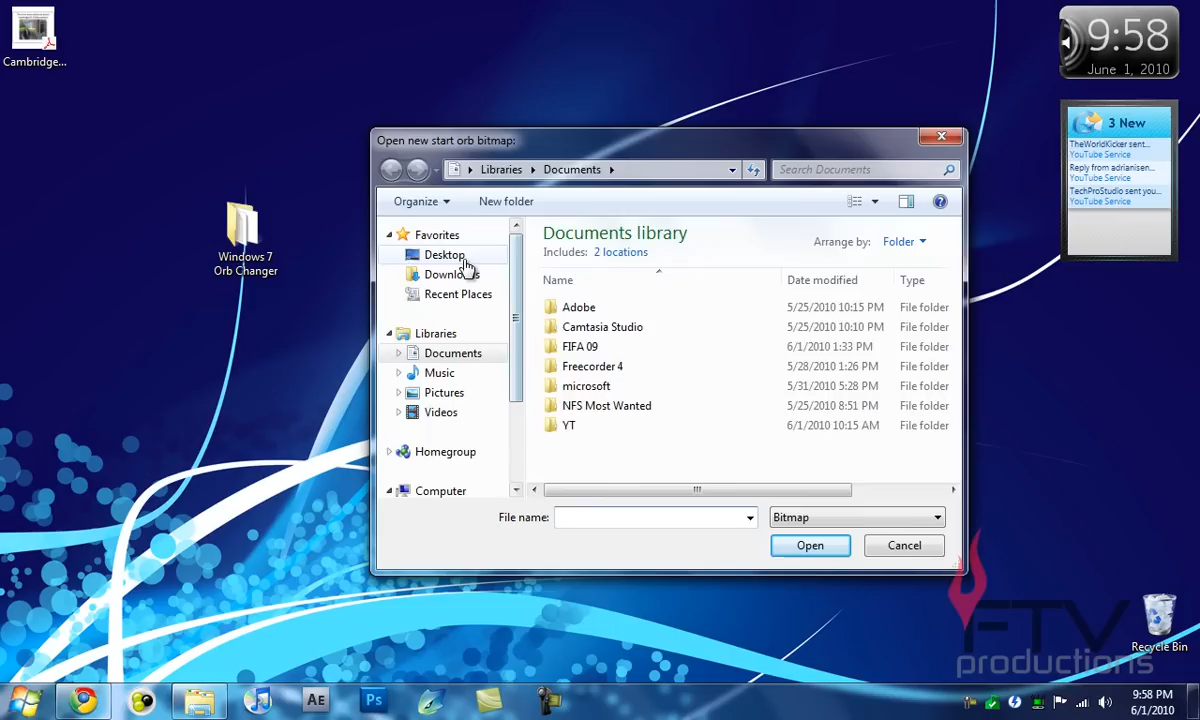 Cambridge...
9:58
June 1, 2010
3 New
TheWorldKicker sent...
YouTube Service
Reply from adrianisen...
YouTube Service
TechProStudio sent you...
YouTube Service
Windows 7
Orb Changer
Open new start orb bitmap:
Libraries
Documents
Search Documents
Organize
New folder
Favorites
Desktop
Downloads
Recent Places
Libraries
Documents
Music
Pictures
Videos
Homegroup
Computer
Documents library
Includes: 2 locations
Arrange by: Folder
Name Date modified Type
Adobe 5/25/2010 10:15 PM File folder
Camtasia Studio 5/25/2010 10:10 PM File folder
FIFA 09 6/1/2010 1:33 PM File folder
Freecorder 4 5/28/2010 1:26 PM File folder
microsoft 5/31/2010 5:28 PM File folder
NFS Most Wanted 5/25/2010 8:51 PM File folder
YT 6/1/2010 10:15 AM File folder
File name:
Bitmap
Open
Cancel
FTV
productions
Recycle Bin
Ae
Ps
9:58 PM
6/1/2010